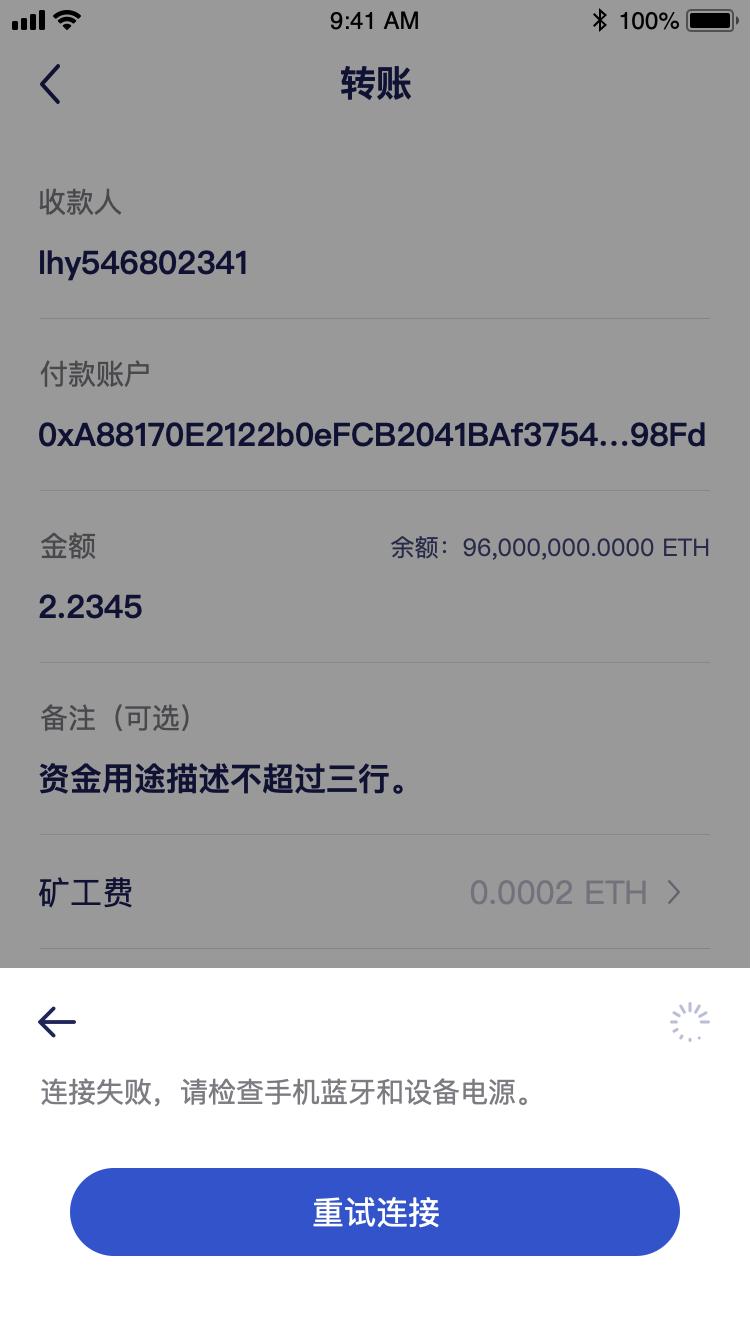 9:41 AM
100%
转账
收款人
lhy546802341
付款账户
0xA88170E2122b0eFCB2041BAf3754...98Fd
金额
余额：96,000,000.0000 ETH
2.2345
备注（可选）
资金用途描述不超过三行。
矿工费
0.0002 ETH
连接失败，请检查手机蓝牙和设备电源。
重试连接